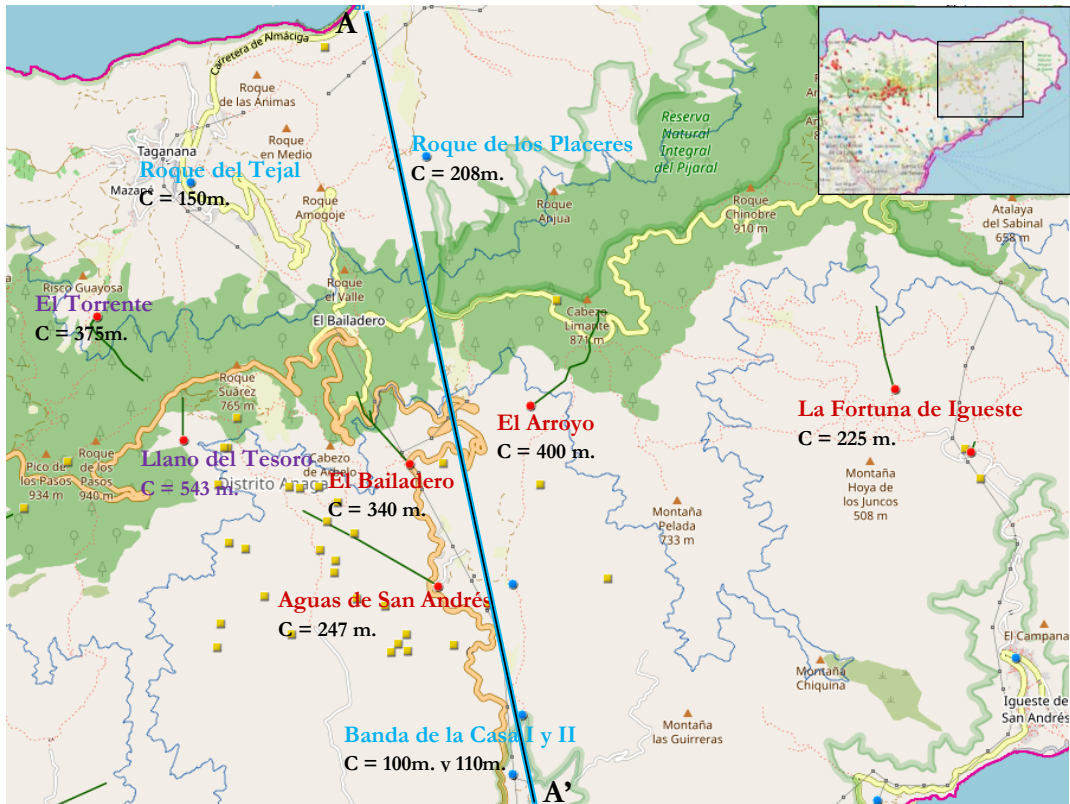 A
Carretera de Almáciga
Roque
de las Ánimas
Roque
en Medio
Taganana
Roque del Tejal
Mazapé
C = 150m.
Roque
Amogoje
Roque de los Placeres
C = 208m.
Reserva
Natural
Integral
del Pijaral
Roque
Anjua
Roque
Chinobre
910 m
Atalaya
del Sabinal
658 m
Risco Guayosa
El Torrente
C = 375m.
Roque
el Valle
El Bailadero
Cabezo
Limante
871 m
Roque
Suárez
765 m
El Arroyo
C = 400 m.
La Fortuna de Igueste
C = 225 m.
Pico de
los Pasos
934 m
Roque
de los
Pasos
940 m
Llano del Tesoro
C = 543 m.
Cabezo
de Arbolo
Distrito Anaga
El Bailadero
C = 340 m.
Montaña
Hoya de
los Juncos
508 m
Montaña
Pelada
733 m
Aguas de San Andrés
C = 247 m.
El Campana
Montaña
Chiquina
Igueste de
San Andrés
Montaña
las Guirreras
Banda de la Casa I y II
C = 100m. y 110m.
A’